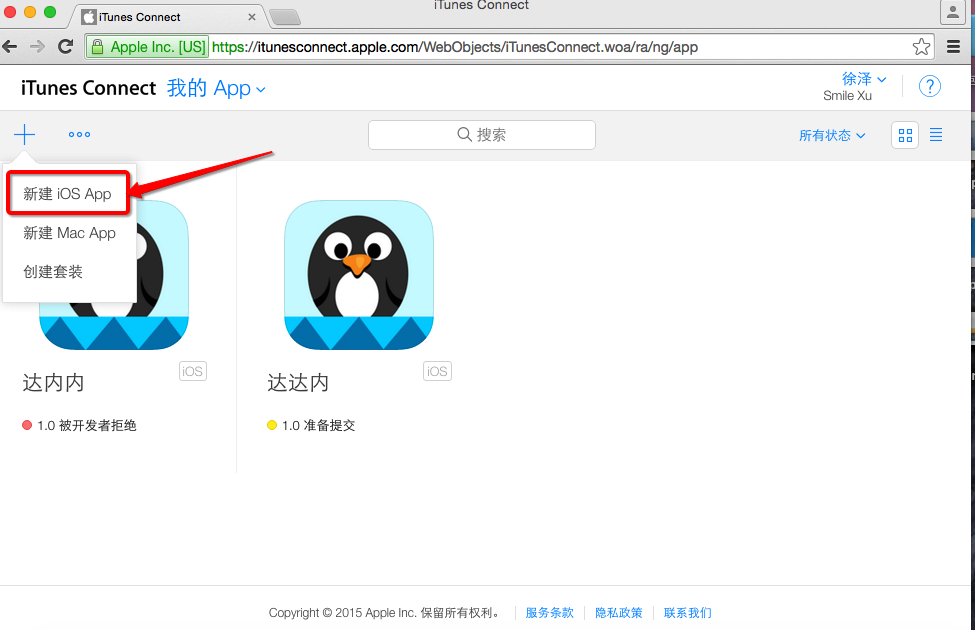 iTunes Connect
iTunes Connect
Apple Inc. [US] https://itunesconnect.apple.com/WebObjects/iTunesConnect.woa/ra/ng/app
iTunes Connect 我的 App
徐泽
Smile Xu
?
搜索
所有状态
新建 iOS App
新建 Mac App
创建套装
达内内 iOS
1.0 被开发者拒绝
达达内 iOS
1.0 准备提交
Copyright © 2015 Apple Inc. 保留所有权利。 服务条款 隐私政策 联系我们